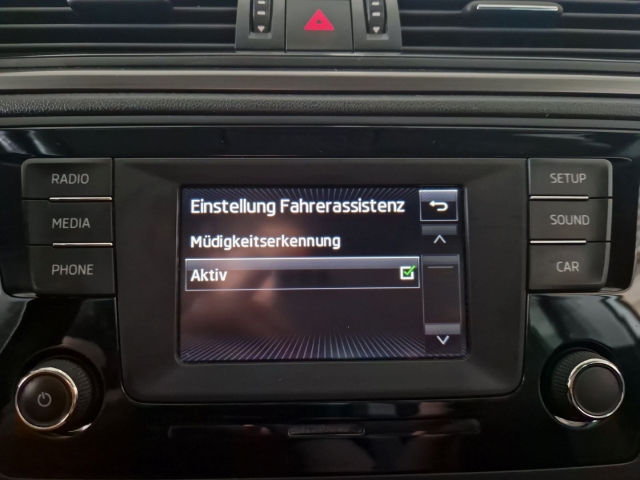 RADIO
MEDIA
PHONE
Einstellung Fahrerassistenz
Müdigkeitserkennung
Aktiv
SETUP
SOUND
CAR